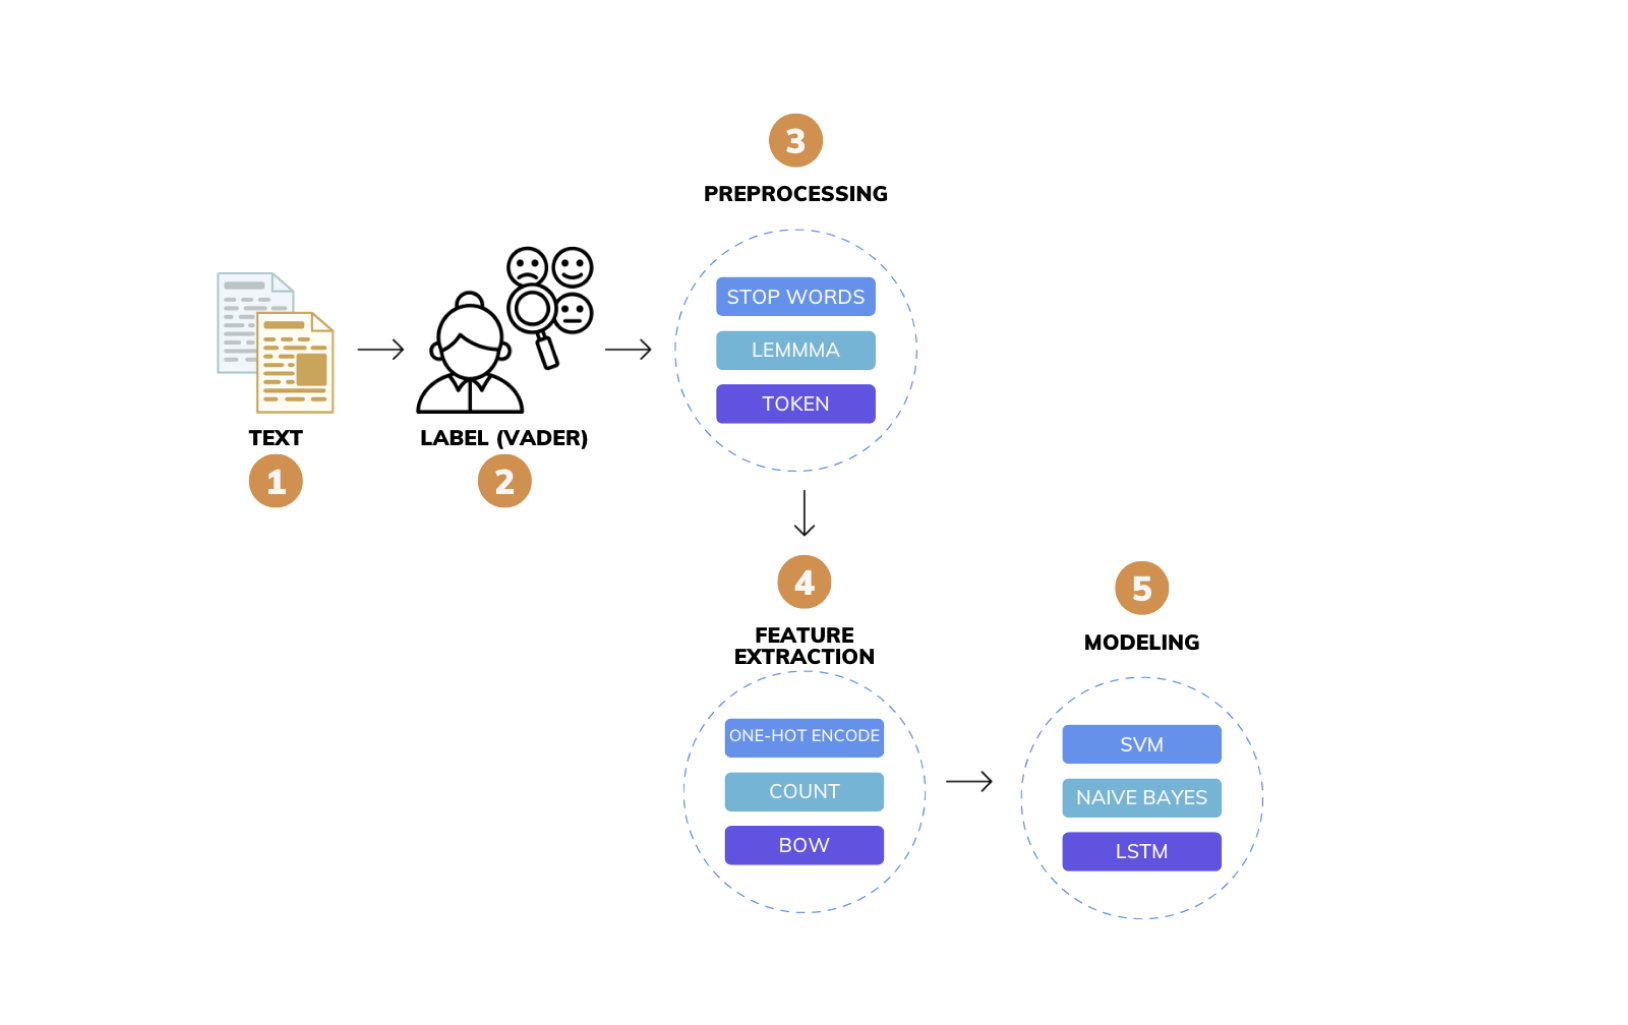 TEXT
1
LABEL (VADER)
2
3
PREPROCESSING
STOP WORDS
LEMMMA
TOKEN
4
FEATURE
EXTRACTION
ONE-HOT ENCODE
COUNT
BOW
5
MODELING
SVM
NAIVE BAYES
LSTM